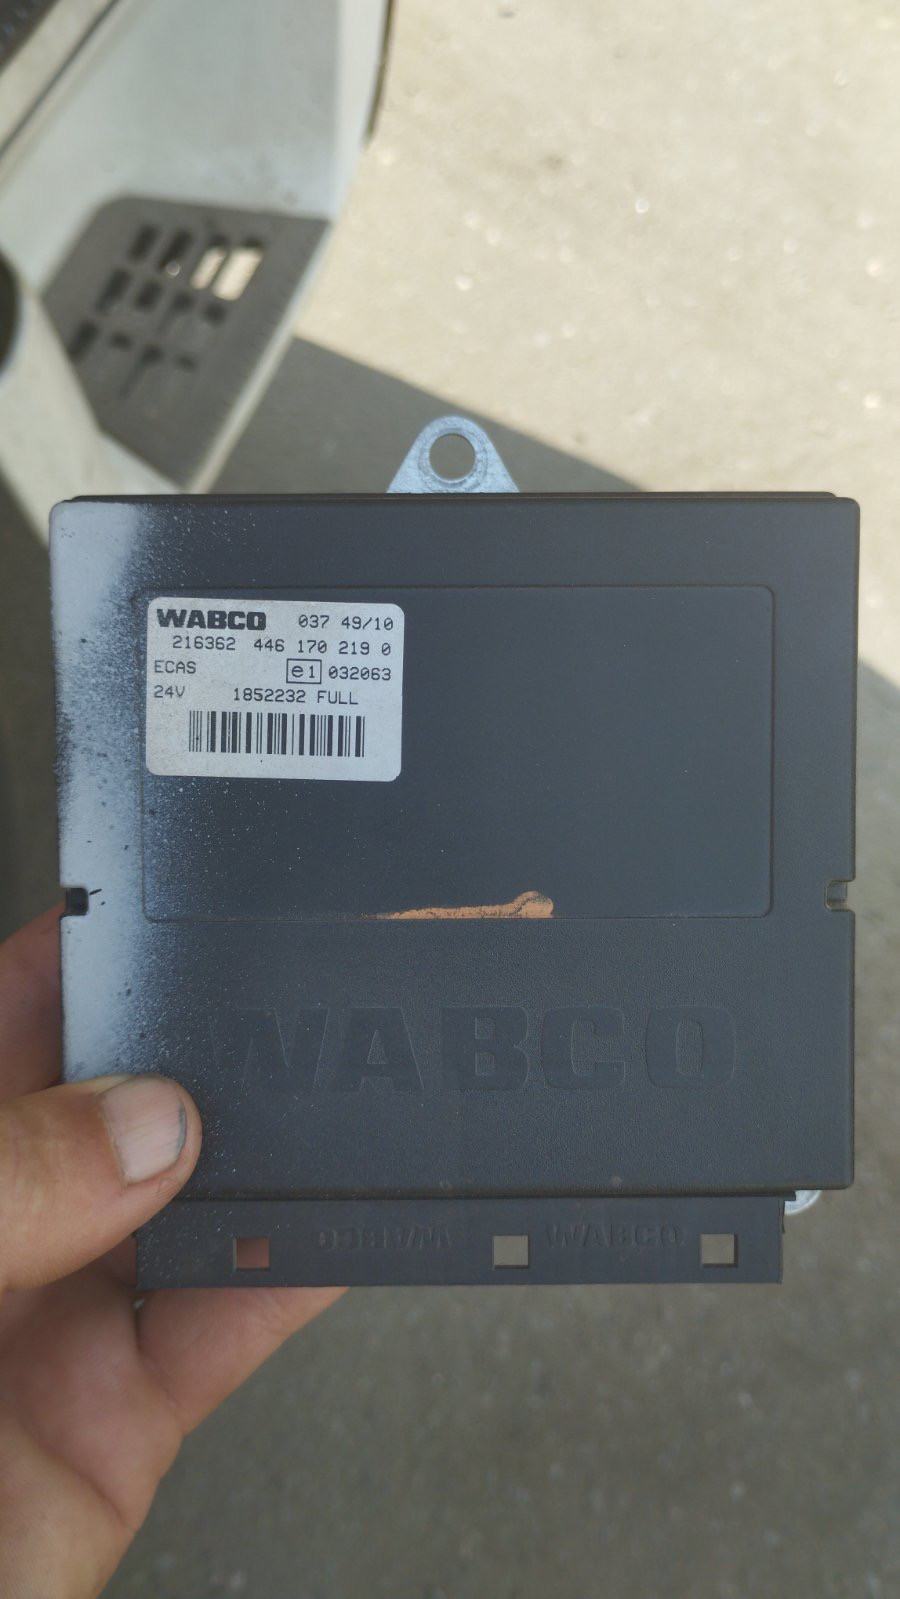 WABCO 037 49/10
216362 446 170 219 0
ECAS e1 032063
24V 1852232 FULL
WABCO
WABCO WABCO